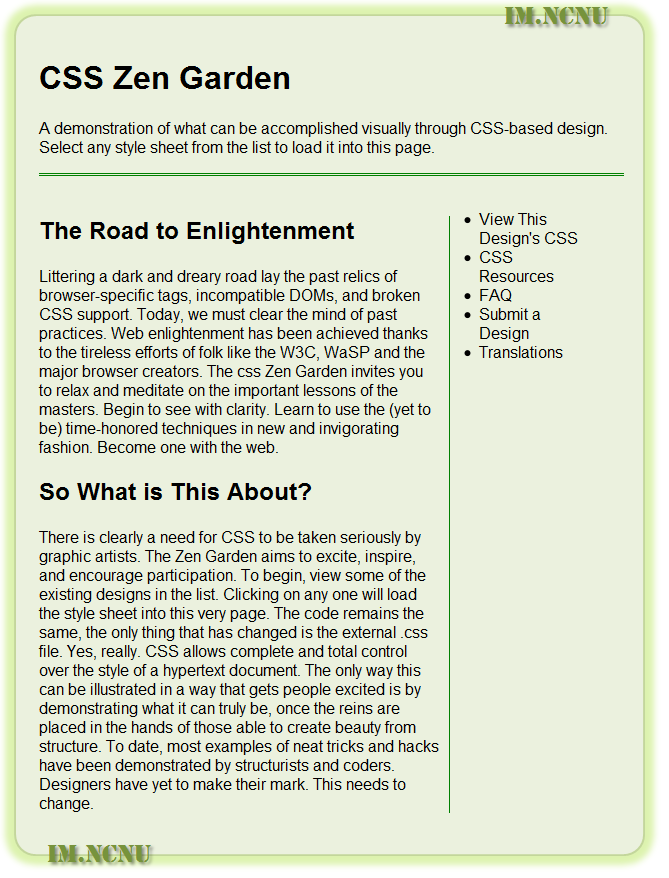 IM.NCNU
CSS Zen Garden
A demonstration of what can be accomplished visually through CSS-based design.
Select any style sheet from the list to load it into this page.
The Road to Enlightenment
Littering a dark and dreary road lay the past relics of
browser-specific tags, incompatible DOMs, and broken
CSS support. Today, we must clear the mind of past
practices. Web enlightenment has been achieved thanks
to the tireless efforts of folk like the W3C, WaSP and the
major browser creators. The css Zen Garden invites you
to relax and meditate on the important lessons of the
masters. Begin to see with clarity. Learn to use the (yet to
be) time-honored techniques in new and invigorating
fashion. Become one with the web.
So What is This About?
There is clearly a need for CSS to be taken seriously by
graphic artists. The Zen Garden aims to excite, inspire,
and encourage participation. To begin, view some of the
existing designs in the list. Clicking on any one will load
the style sheet into this very page. The code remains the
same, the only thing that has changed is the external .css
file. Yes, really. CSS allows complete and total control
over the style of a hypertext document. The only way this
can be illustrated in a way that gets people excited is by
demonstrating what it can truly be, once the reins are
placed in the hands of those able to create beauty from
structure. To date, most examples of neat tricks and hacks
have been demonstrated by structurists and coders.
Designers have yet to make their mark. This needs to
change.
View This
Design's CSS
CSS
Resources
FAQ
Submit a
Design
Translations
IM.NCNU